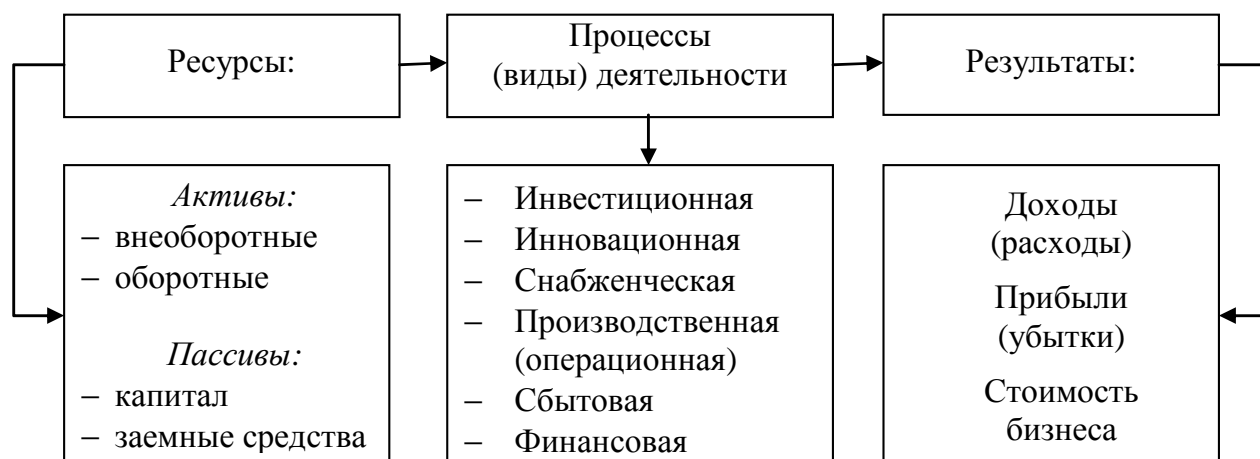 Ресурсы:
Процессы
(виды) деятельности
Результаты:
Активы:
– внеоборотные
– оборотные
Пассивы:
– капитал
– заемные средства
– Инвестиционная
– Инновационная
– Снабженческая
– Производственная
(операционная)
– Сбытовая
– Финансовая
Доходы
(расходы)
Прибыли
(убытки)
Стоимость
бизнеса